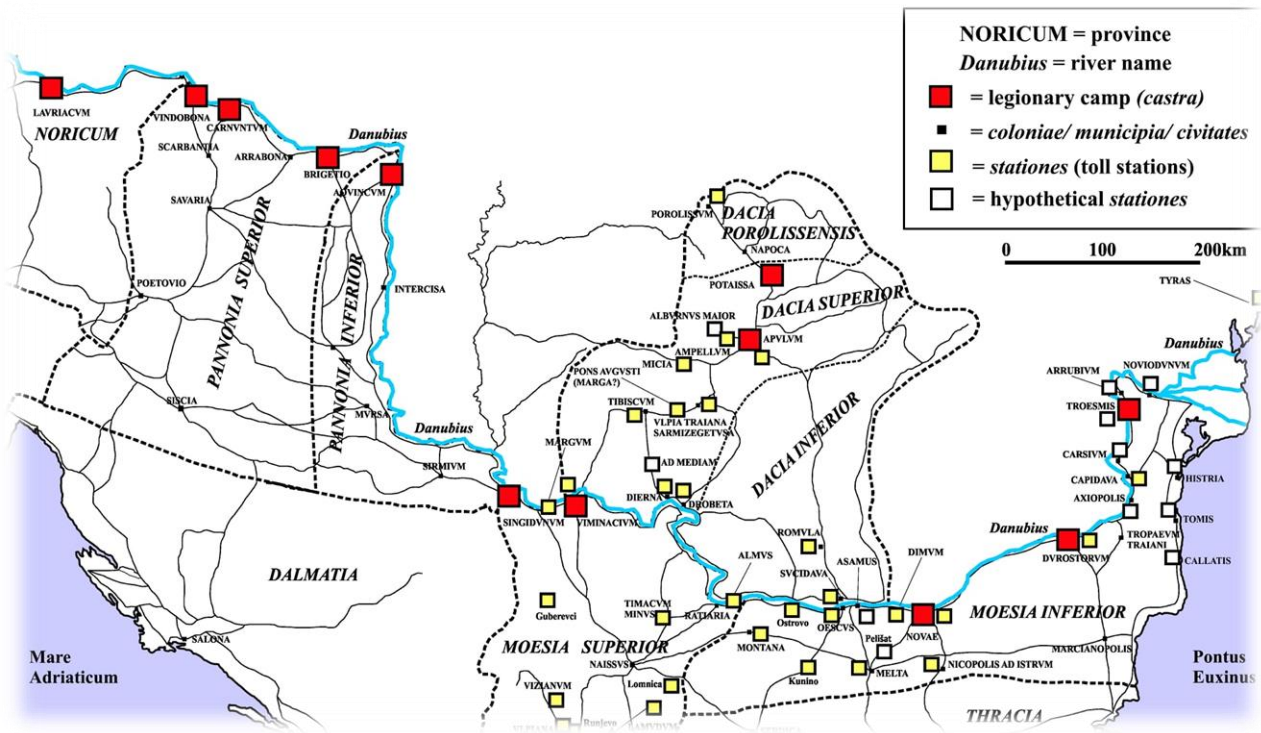 NORICUM = province
Danubius = river name
= legionary camp (castra)
= coloniae/ municipia/ civitates
= stationes (toll stations)
= hypothetical stationes
0 100 200km
LAVRIACVM
NORICUM
VINDOBONA
CARNVNTVM
SCARBANTIA
ARRABONA
BRIGETIO
Danubius
AQVINCVM
SAVARIA
PANNONIA SUPERIOR
PANNONIA INFERIOR
POETOVIO
INTERCISA
SISCIA
MVRSA
Danubius
SIRMIVM
DALMATIA
SALONA
Mare
Adriaticum
POROLISSVM
DACIA
POROLISSENSIS
NAPOCA
POTAISSA
DACIA SUPERIOR
ALBVRNVS MAIOR
APVLVM
AMPELLVM
MICIA
PONS AVGVSTI
(MARGA?)
TIBISCVM
VLPIA TRAIANA
SARMIZEGETVSA
DACIA INFERIOR
MARGVM
AD MEDIAM
DIERNA
DROBETA
SINGIDVNVM
VIMINACIVM
ROMVLA
ALMVS
SVCIDAVA
ASAMUS
DIMVM
Guberevci
TIMACVM
MINVS
RATIARIA
Ostrovo
OESCVS
NOVAE
MOESIA INFERIOR
MOESIA SUPERIOR
MONTANA
Pelišat
NAISSVS
Kunino
MELTA
NICOPOLIS AD ISTRVM
MARCIANOPOLIS
VIZIANVM
Lomnica
VLPIANA
THRACIA
TYRAS
Danubius
ARRUBIVM
NOVIODVNVM
TROESMIS
CARSIVM
CAPIDAVA
HISTRIA
AXIOPOLIS
TOMIS
Danubius
TROPAEVM
TRAIANI
DVROSTORVM
CALLATIS
Pontus
Euxinus